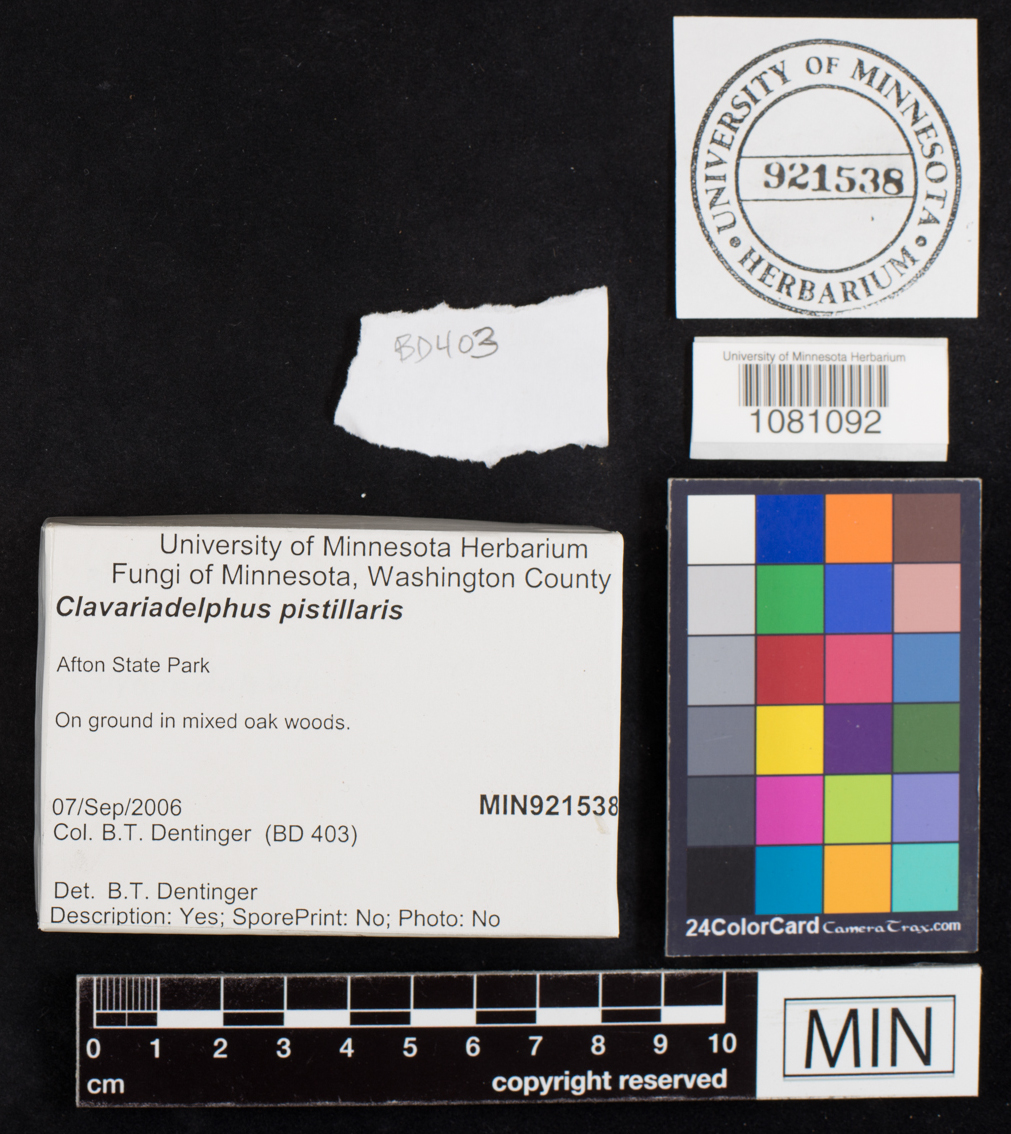 UNIVERSITY OF MINNESOTA
921538
HERBARIUM
BD403
University of Minnesota Herbarium
1081092
University of Minnesota Herbarium
Fungi of Minnesota, Washington County
Clavariadelphus pistillaris
Afton State Park
On ground in mixed oak woods.
07/Sep/2006 MIN921538
Col. B.T. Dentinger (BD 403)
Det. B.T. Dentinger
Description: Yes; SporePrint: No; Photo: No
24ColorCard CameraTrax.com
0 1 2 3 4 5 6 7 8 9 10
cm copyright reserved
MIN